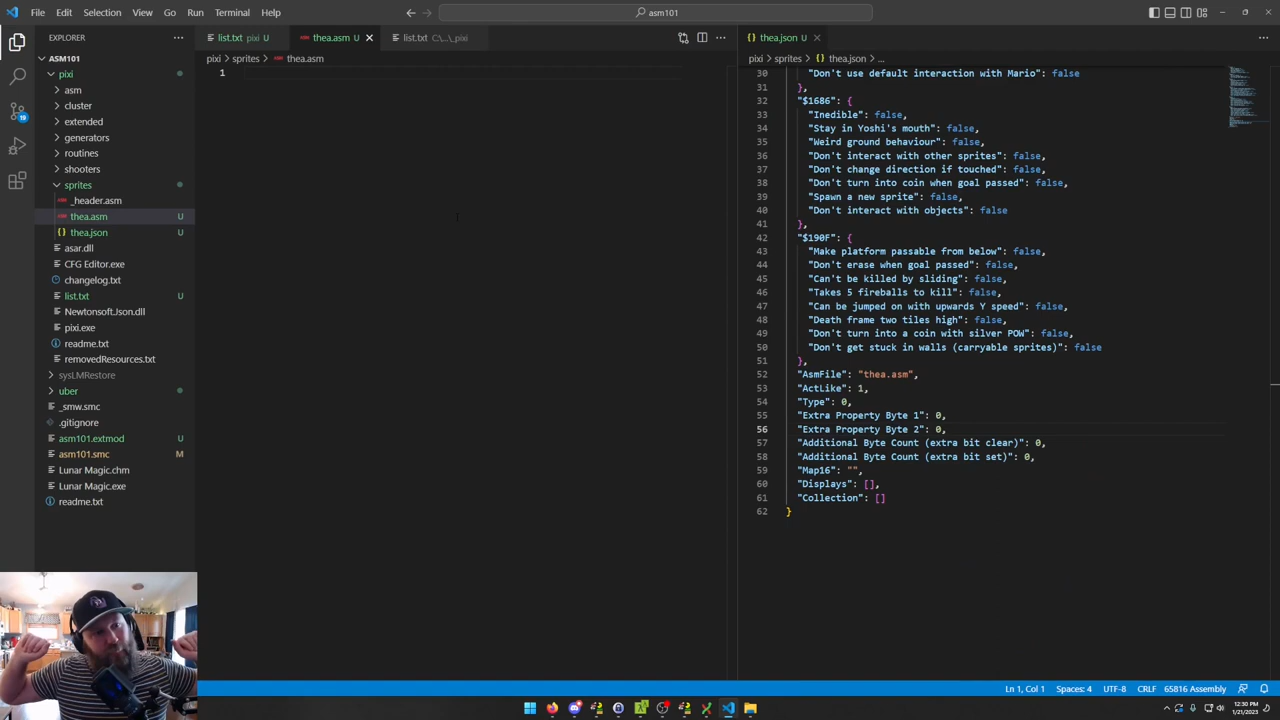 File Edit Selection View Go Run Terminal Help
asm101
EXPLORER
list.txt pixi U
thea.asm U
list.txt C:\...\_pixi
thea.json U
pixi > sprites > thea.asm
pixi > sprites > thea.json > ...
ASM101
pixi
asm
cluster
extended
generators
routines
shooters
sprites
_header.asm
thea.asm U
thea.json U
asar.dll
CFG Editor.exe
changelog.txt
list.txt U
Newtonsoft.Json.dll
pixi.exe
readme.txt
removedResources.txt
sysLMRestore
uber
_smw.smc
.gitignore
asm101.extmod U
asm101.smc M
Lunar Magic.chm
Lunar Magic.exe
readme.txt
19
1
30 "Don't use default interaction with Mario": false
31 },
32 "$1686": {
33 "Inedible": false,
34 "Stay in Yoshi's mouth": false,
35 "Weird ground behaviour": false,
36 "Don't interact with other sprites": false,
37 "Don't change direction if touched": false,
38 "Don't turn into coin when goal passed": false,
39 "Spawn a new sprite": false,
40 "Don't interact with objects": false
41 },
42 "$190F": {
43 "Make platform passable from below": false,
44 "Don't erase when goal passed": false,
45 "Can't be killed by sliding": false,
46 "Takes 5 fireballs to kill": false,
47 "Can be jumped on with upwards Y speed": false,
48 "Death frame two tiles high": false,
49 "Don't turn into a coin with silver POW": false,
50 "Don't get stuck in walls (carryable sprites)": false
51 },
52 "AsmFile": "thea.asm",
53 "ActLike": 1,
54 "Type": 0,
55 "Extra Property Byte 1": 0,
56 "Extra Property Byte 2": 0,
57 "Additional Byte Count (extra bit clear)": 0,
58 "Additional Byte Count (extra bit set)": 0,
59 "Map16": "",
60 "Displays": [],
61 "Collection": []
62 }
Ln 1, Col 1 Spaces: 4 UTF-8 CRLF 65816 Assembly
12:30 PM
1/21/2023